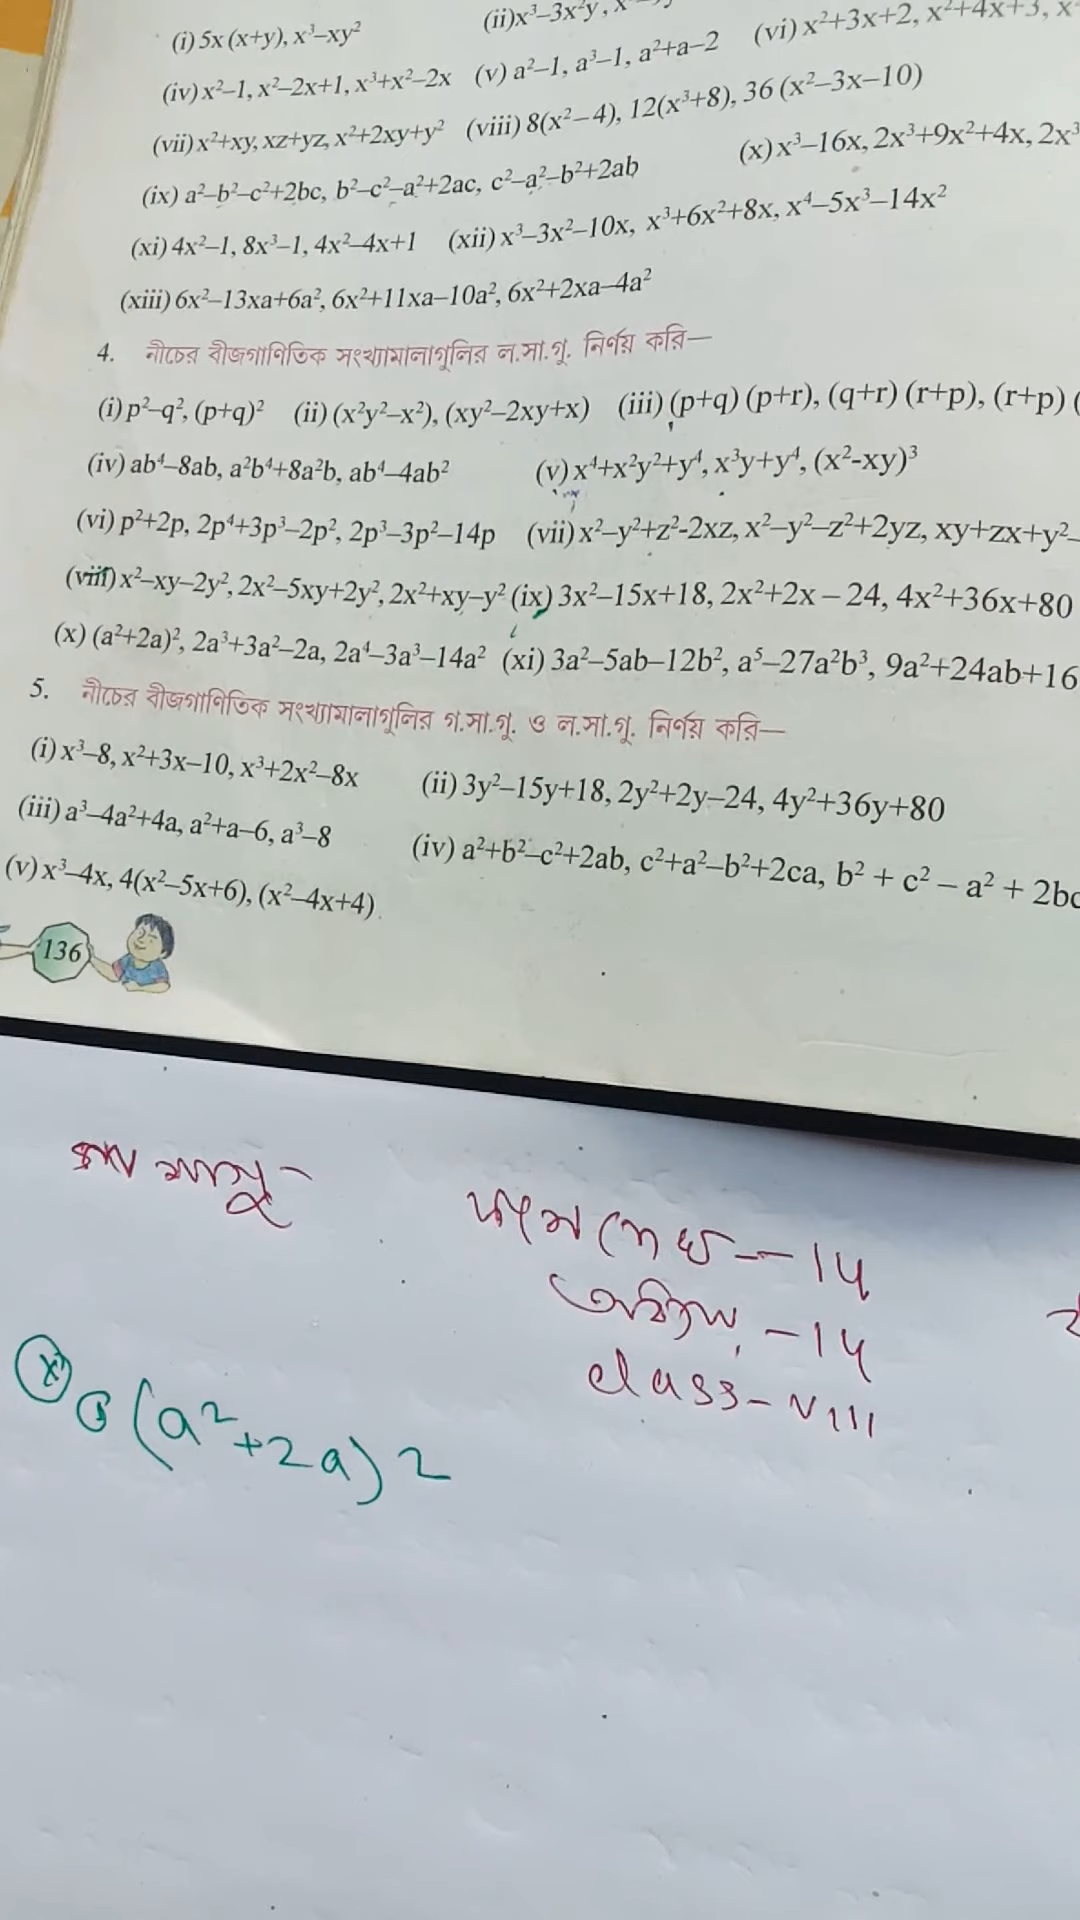 (i) 5x (x+y), x³–xy²
(ii) x³–3x²y,
(iv) x²–1, x²–2x+1, x³+x²–2x (v) a²–1, a³–1, a²+a–2 (vi) x²+3x+2, x²+4x+3,
(vii) x²+xy, xz+yz, x²+2xy+y² (viii) 8(x²–4), 12(x³+8), 36 (x²–3x–10)
(ix) a²–b²–c²+2bc, b²–c²–a²+2ac, c²–a²–b²+2ab (x) x³–16x, 2x³+9x²+4x, 2x³
(xi) 4x²–1, 8x³–1, 4x²–4x+1 (xii) x³–3x²–10x, x³+6x²+8x, x⁴–5x³–14x²
(xiii) 6x²–13xa+6a², 6x²+11xa–10a², 6x²+2xa–4a²
4. নীচের বীজগাণিতিক সংখ্যামালাগুলির ল.সা.গু. নির্ণয় করি—
(i) p²–q², (p+q)² (ii) (x²y²–x²), (xy²–2xy+x) (iii) (p+q) (p+r), (q+r) (r+p), (r+p) (
(iv) ab⁴–8ab, a²b⁴+8a²b, ab⁴–4ab² (v) x⁴+x²y²+y⁴, x³y+y⁴, (x²-xy)³
(vi) p²+2p, 2p⁴+3p³–2p², 2p³–3p²–14p (vii) x²–y²+z²-2xz, x²–y²–z²+2yz, xy+zx+y²–
(viii) x²–xy–2y², 2x²–5xy+2y², 2x²+xy–y² (ix) 3x²–15x+18, 2x²+2x – 24, 4x²+36x+80
(x) (a²+2a)², 2a³+3a²–2a, 2a⁴–3a³–14a² (xi) 3a²–5ab–12b², a⁵–27a²b³, 9a²+24ab+16
5. নীচের বীজগাণিতিক সংখ্যামালাগুলির গ.সা.গু. ও ল.সা.গু. নির্ণয় করি—
(i) x³–8, x²+3x–10, x³+2x²–8x (ii) 3y²–15y+18, 2y²+2y–24, 4y²+36y+80
(iii) a³–4a²+4a, a²+a–6, a³–8 (iv) a²+b²–c²+2ab, c²+a²–b²+2ca, b² + c² – a² + 2bc
(v) x³–4x, 4(x²–5x+6), (x²–4x+4)
136
–14
–14
class-VIII
(a²+2a)2